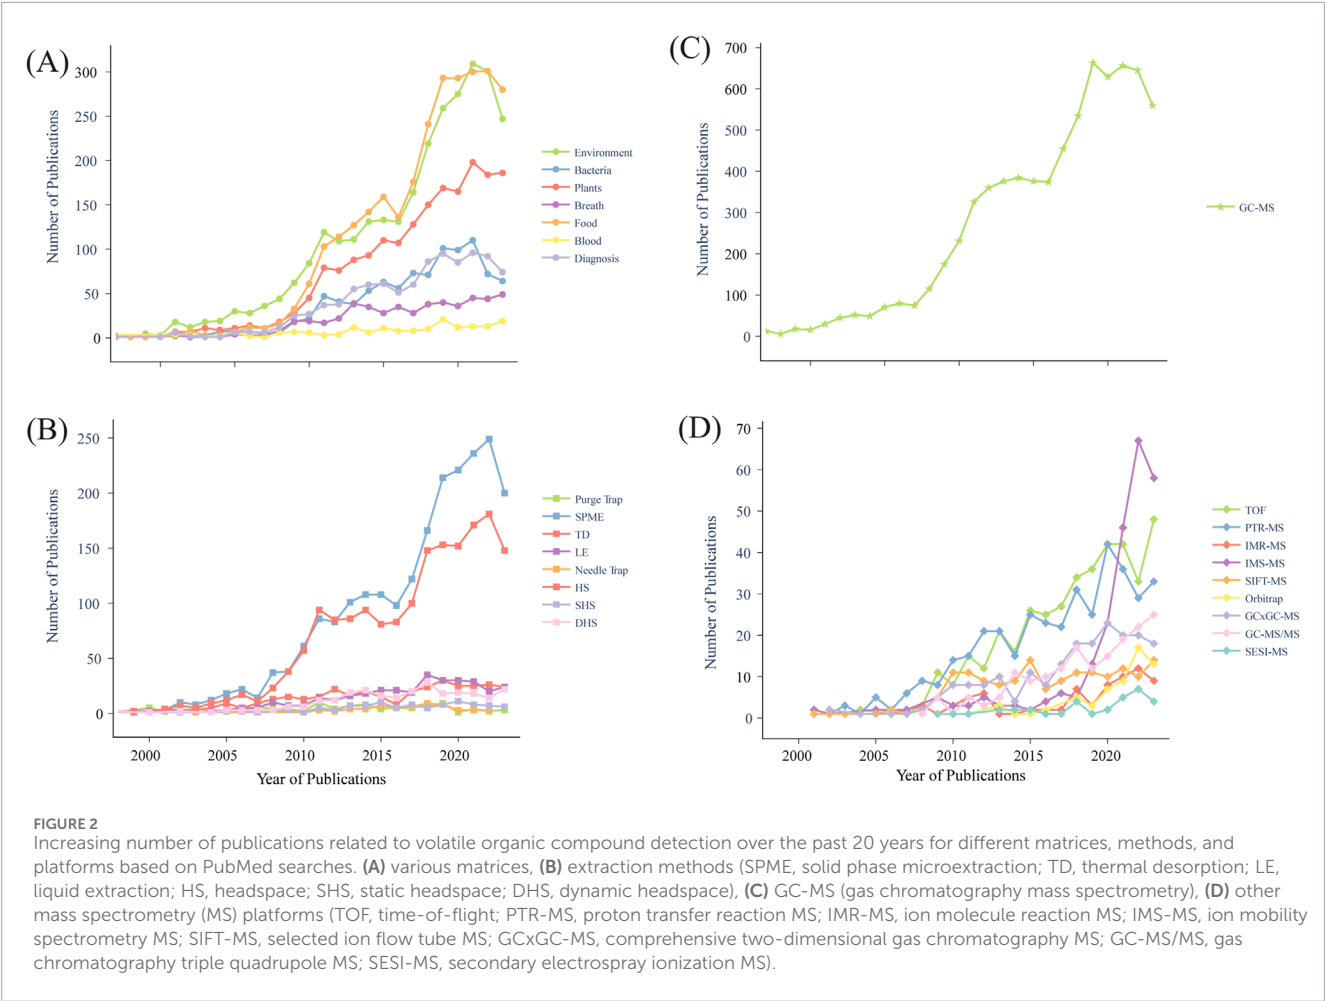 (A)
Number of Publications
300
250
200
150
100
50
0
Environment
Bacteria
Plants
Breath
Food
Blood
Diagnosis
(C)
Number of Publications
700
600
500
400
300
200
100
0
GC-MS
(B)
Number of Publications
250
200
150
100
50
0
2000 2005 2010 2015 2020
Year of Publications
Purge Trap
SPME
TD
LE
Needle Trap
HS
SHS
DHS
(D)
Number of Publications
70
60
50
40
30
20
10
0
2000 2005 2010 2015 2020
Year of Publications
TOF
PTR-MS
IMR-MS
IMS-MS
SIFT-MS
Orbitrap
GCxGC-MS
GC-MS/MS
SESI-MS
FIGURE 2
Increasing number of publications related to volatile organic compound detection over the past 20 years for different matrices, methods, and
platforms based on PubMed searches. (A) various matrices, (B) extraction methods (SPME, solid phase microextraction; TD, thermal desorption; LE,
liquid extraction; HS, headspace; SHS, static headspace; DHS, dynamic headspace), (C) GC-MS (gas chromatography mass spectrometry), (D) other
mass spectrometry (MS) platforms (TOF, time-of-flight; PTR-MS, proton transfer reaction MS; IMR-MS, ion molecule reaction MS; IMS-MS, ion mobility
spectrometry MS; SIFT-MS, selected ion flow tube MS; GCxGC-MS, comprehensive two-dimensional gas chromatography MS; GC-MS/MS, gas
chromatography triple quadrupole MS; SESI-MS, secondary electrospray ionization MS).